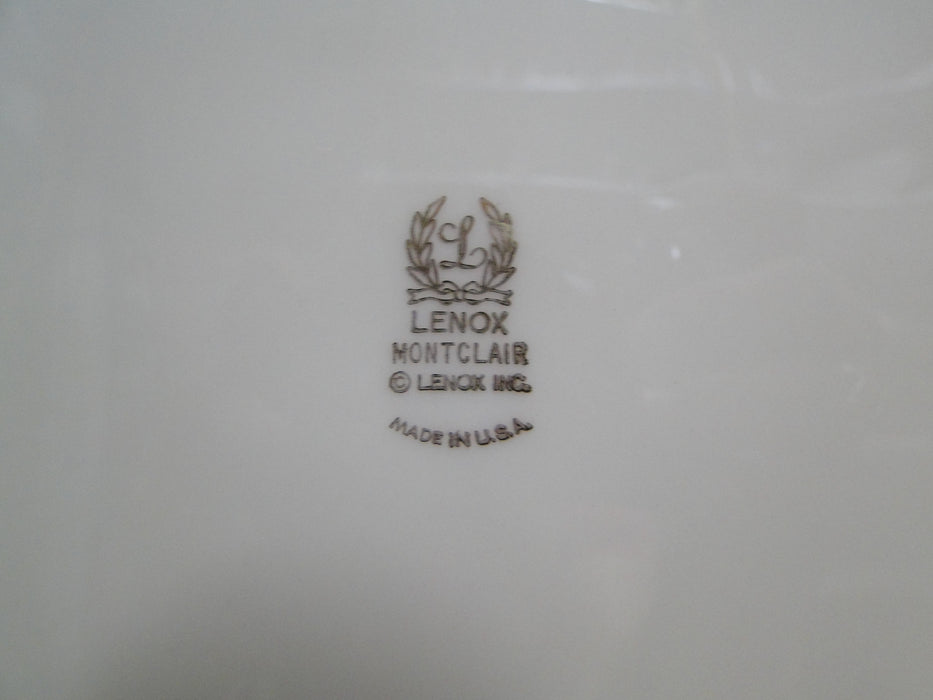 L
LENOX
MONTCLAIR
© LENOX INC.
MADE IN U.S.A.